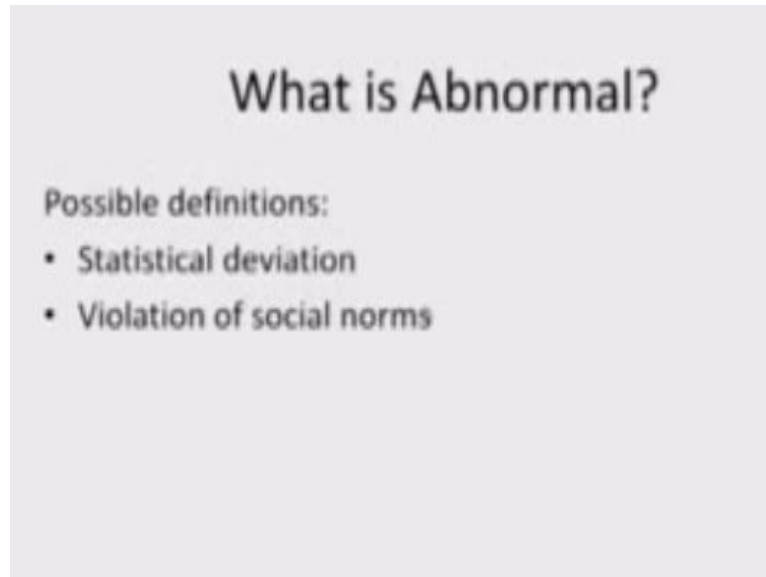 What is Abnormal?
Possible definitions:
• Statistical deviation
• Violation of social norms